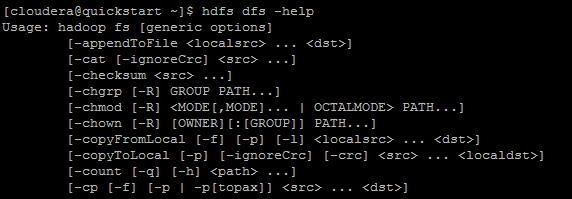 [cloudera@quickstart ~]$ hdfs dfs -help
Usage: hadoop fs [generic options]
[-appendToFile <localsrc> ... <dst>]
[-cat [-ignoreCrc] <src> ...]
[-checksum <src> ...]
[-chgrp [-R] GROUP PATH...]
[-chmod [-R] <MODE[,MODE]... | OCTALMODE> PATH...]
[-chown [-R] [OWNER][:[GROUP]] PATH...]
[-copyFromLocal [-f] [-p] [-l] <localsrc> ... <dst>]
[-copyToLocal [-p] [-ignoreCrc] [-crc] <src> ... <localdst>]
[-count [-q] [-h] <path> ...]
[-cp [-f] [-p | -p[topax]] <src> ... <dst>]